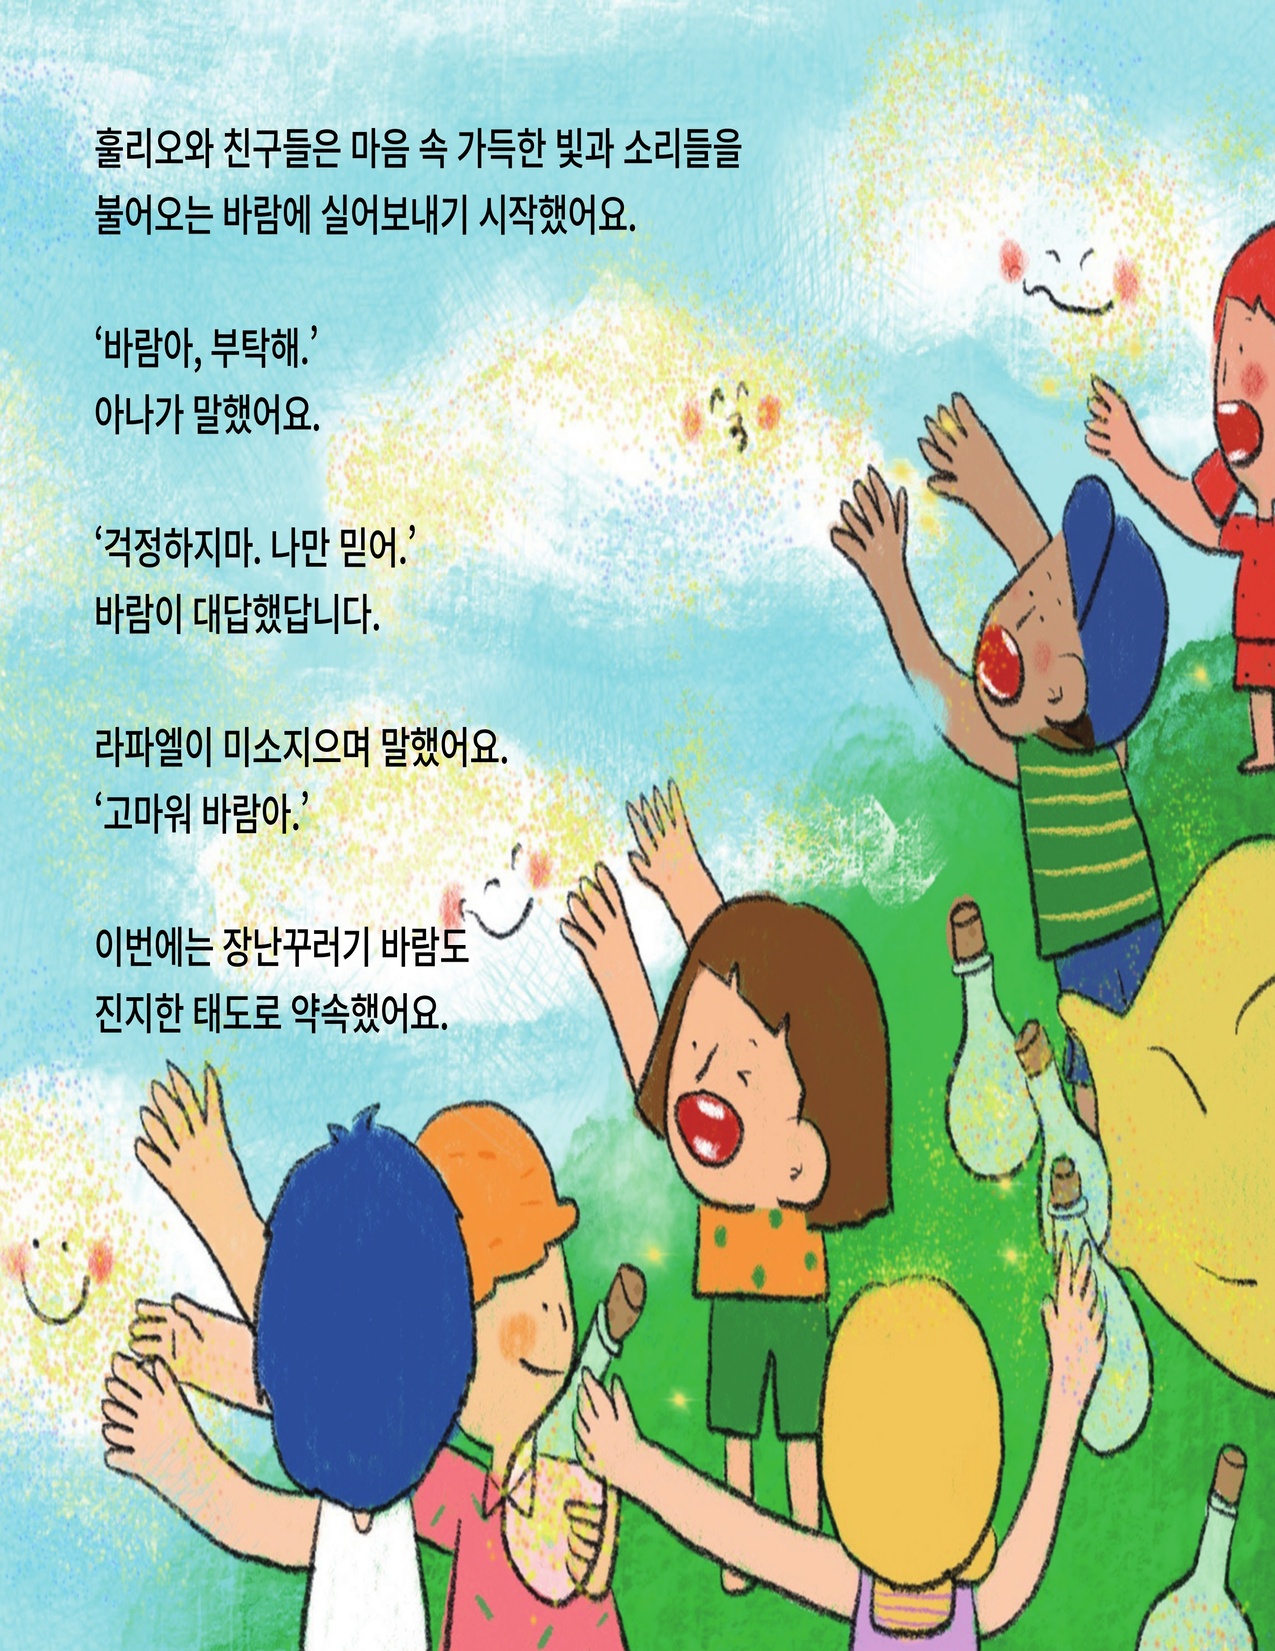 훌리오와 친구들은 마음 속 가득한 빛과 소리들을
불어오는 바람에 실어보내기 시작했어요.
‘바람아, 부탁해.’
아나가 말했어요.
‘걱정하지마. 나만 믿어.’
바람이 대답했답니다.
라파엘이 미소지으며 말했어요.
‘고마워 바람아.’
이번에는 장난꾸러기 바람도
진지한 태도로 약속했어요.